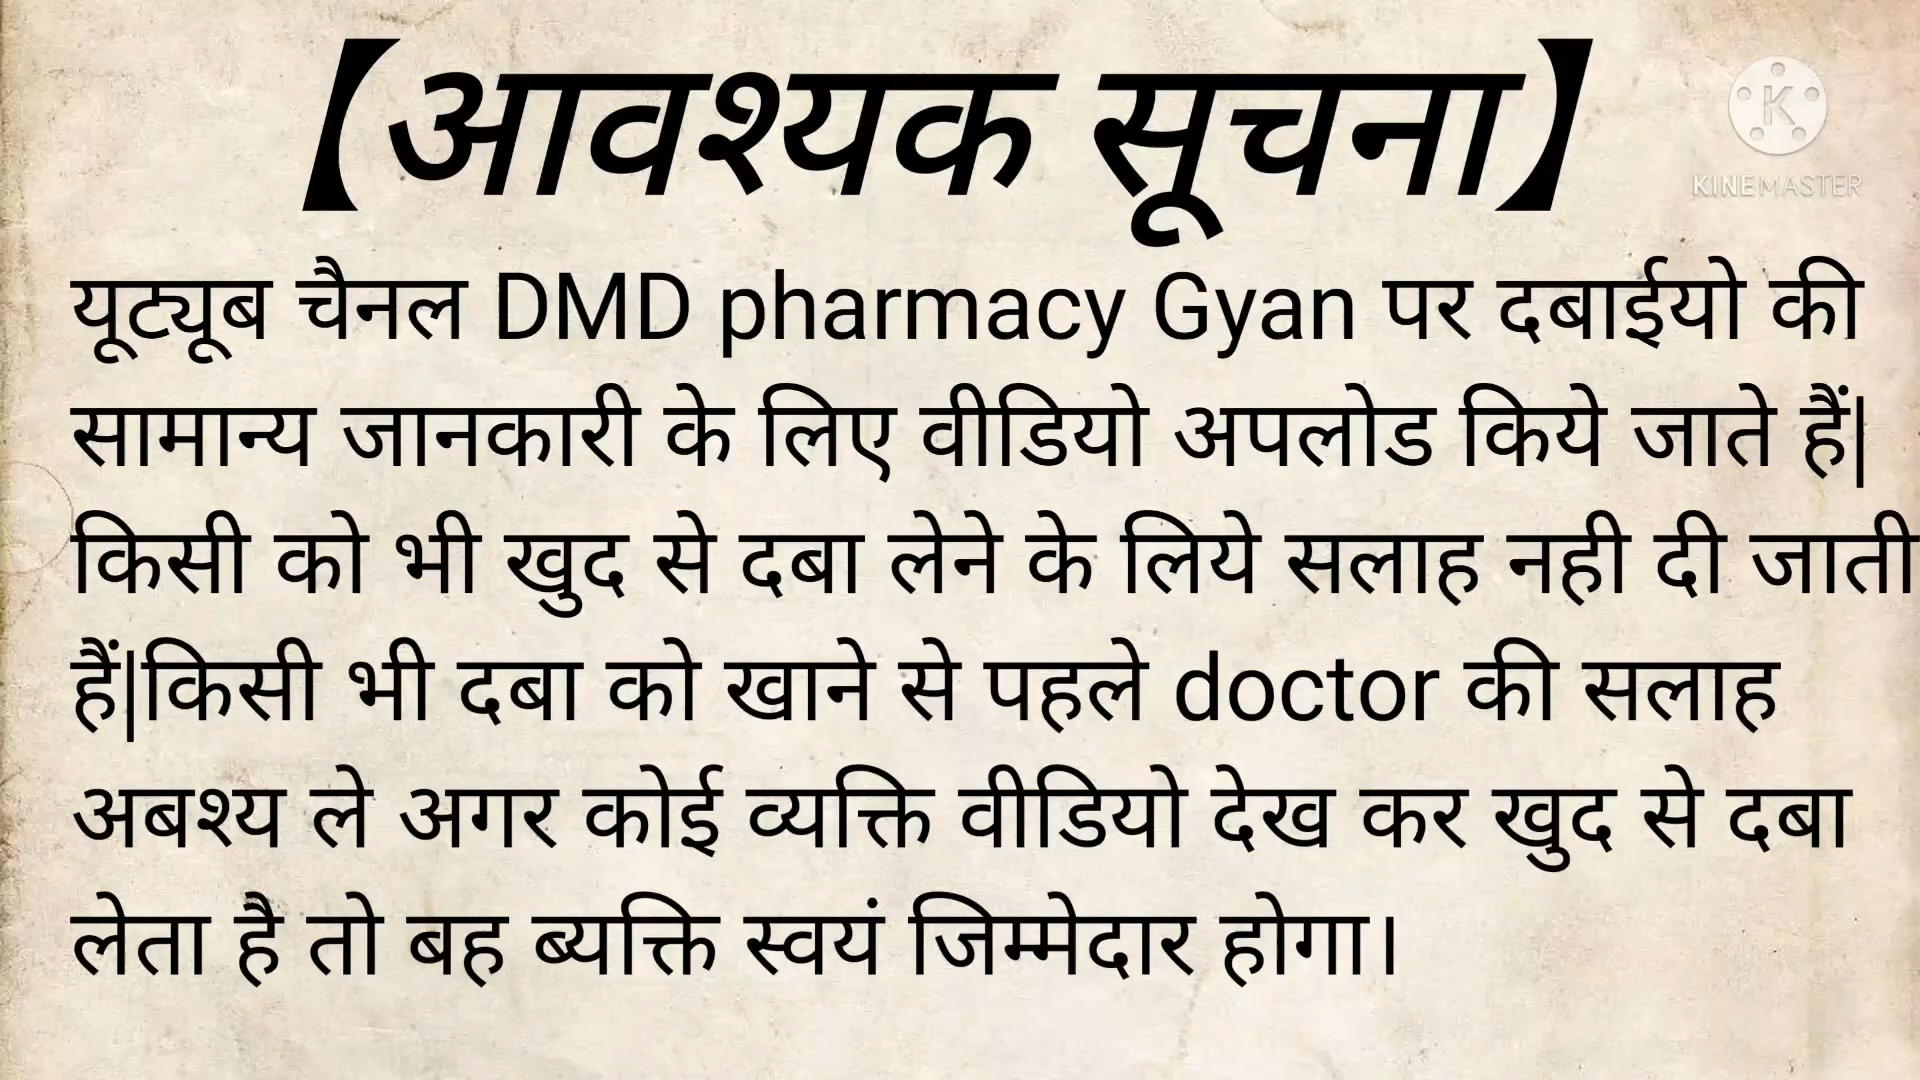 【आवश्यक सूचना】
KINEMASTER
यूट्यूब चैनल DMD pharmacy Gyan पर दबाईयो की
सामान्य जानकारी के लिए वीडियो अपलोड किये जाते हैं|
किसी को भी खुद से दबा लेने के लिये सलाह नही दी जाती
हैं|किसी भी दबा को खाने से पहले doctor की सलाह
अबश्य ले अगर कोई व्यक्ति वीडियो देख कर खुद से दबा
लेता है तो बह ब्यक्ति स्वयं जिम्मेदार होगा।